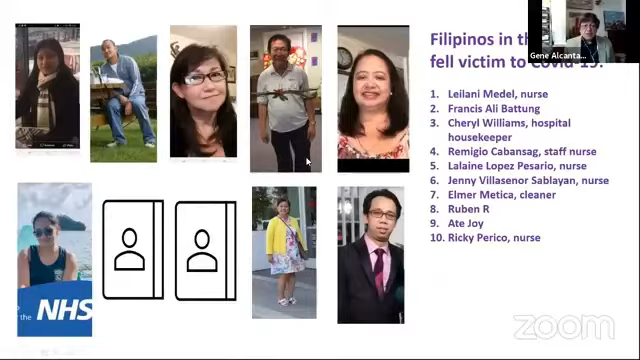 Filipinos in th
fell victim to Covid-19:
Gene Alcanta...
1. Leilani Medel, nurse
2. Francis Ali Battung
3. Cheryl Williams, hospital
housekeeper
4. Remigio Cabansag, staff nurse
5. Lalaine Lopez Pesario, nurse
6. Jenny Villasenor Sablayan, nurse
7. Elmer Metica, cleaner
8. Ruben R
9. Ate Joy
10. Ricky Perico, nurse
the NHS
zoom